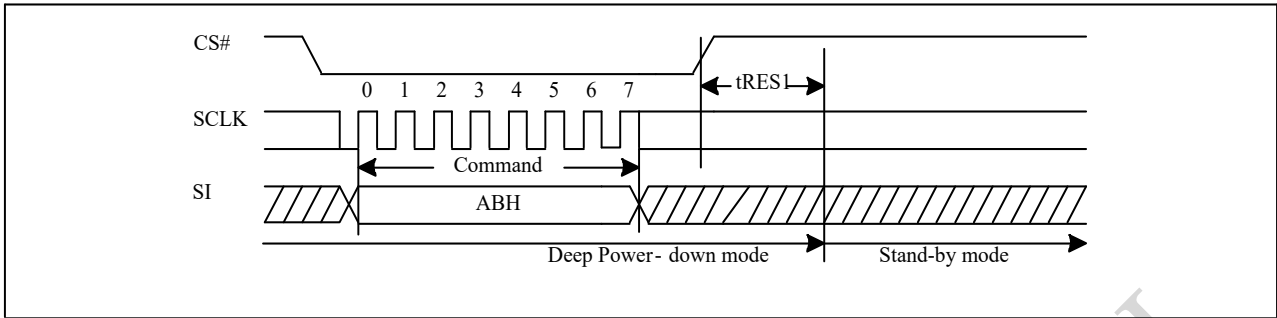 CS#
tRES1
0 1 2 3 4 5 6 7
SCLK
Command
SI
ABH
Deep Power- down mode
Stand-by mode